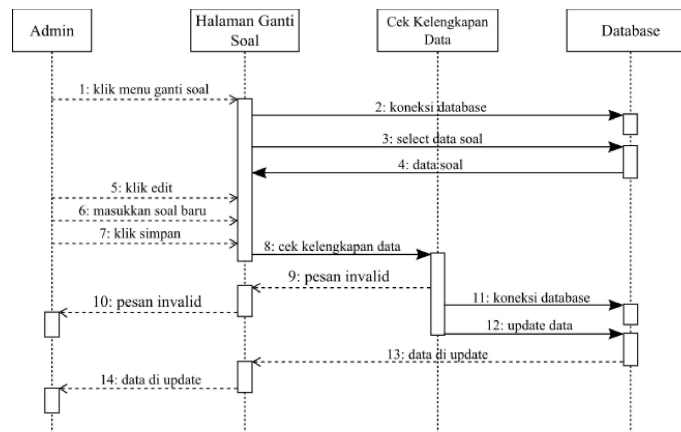 Admin
Halaman Ganti
Soal
Cek Kelengkapan
Data
Database
1: klik menu ganti soal
2: koneksi database
3: select data soal
4: data soal
5: klik edit
6: masukkan soal baru
7: klik simpan
8: cek kelengkapan data
9: pesan invalid
10: pesan invalid
11: koneksi database
12: update data
13: data di update
14: data di update